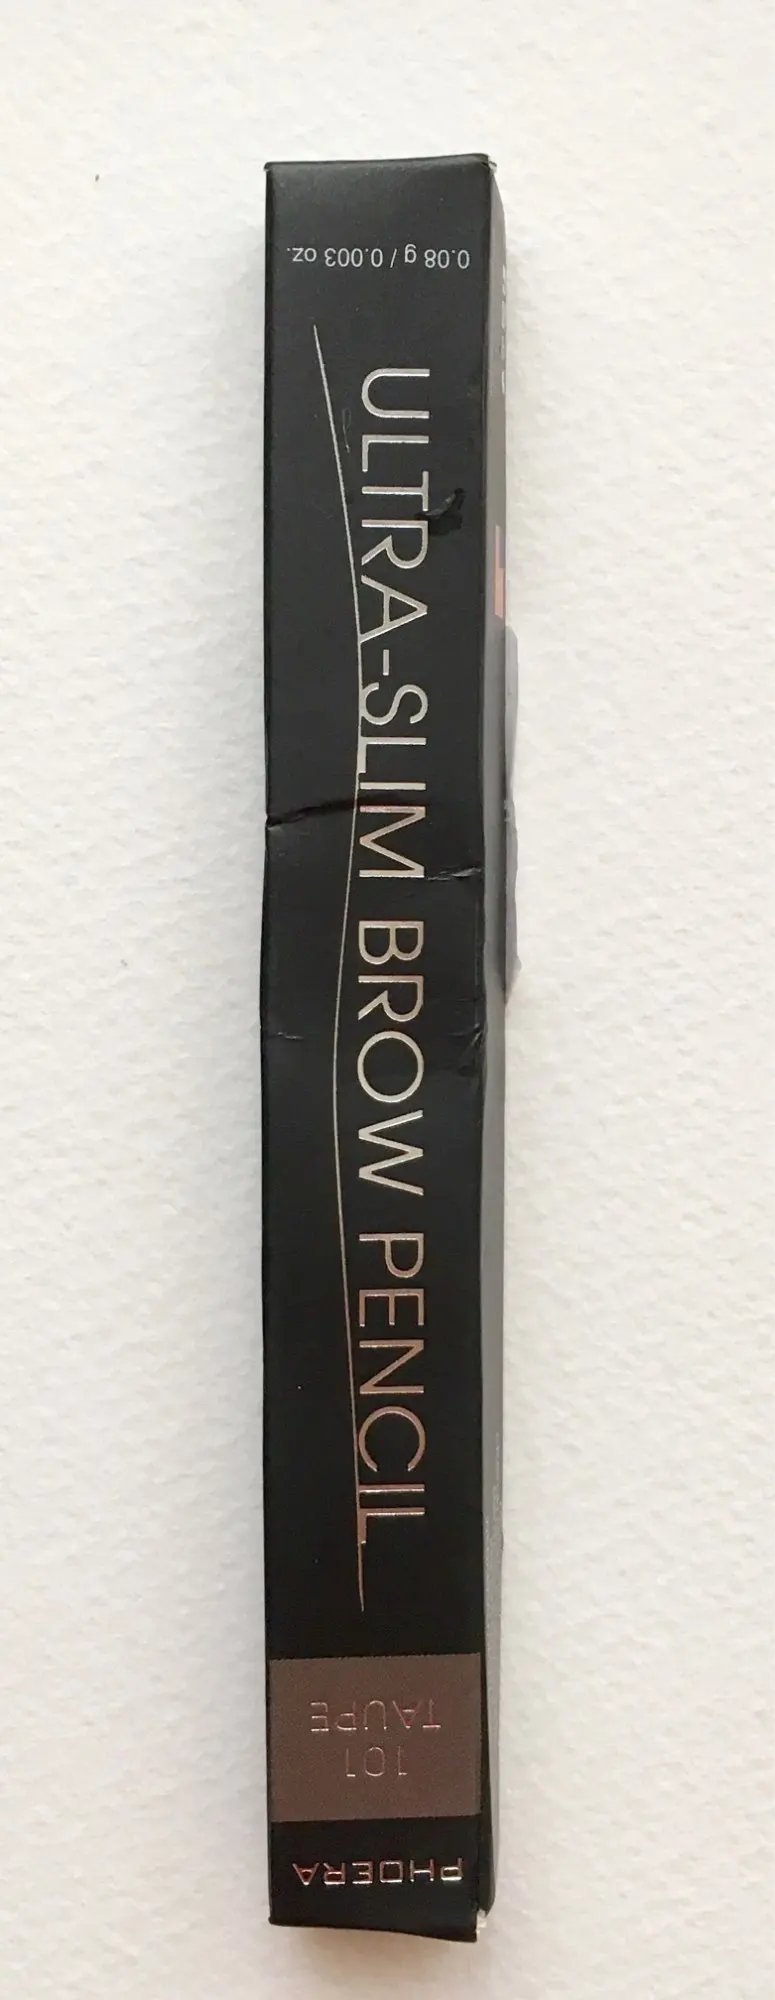 0.08 g / 0.003 oz.
ULTRA-SLIM BROW PENCIL
101
TAUPE
PHOERA